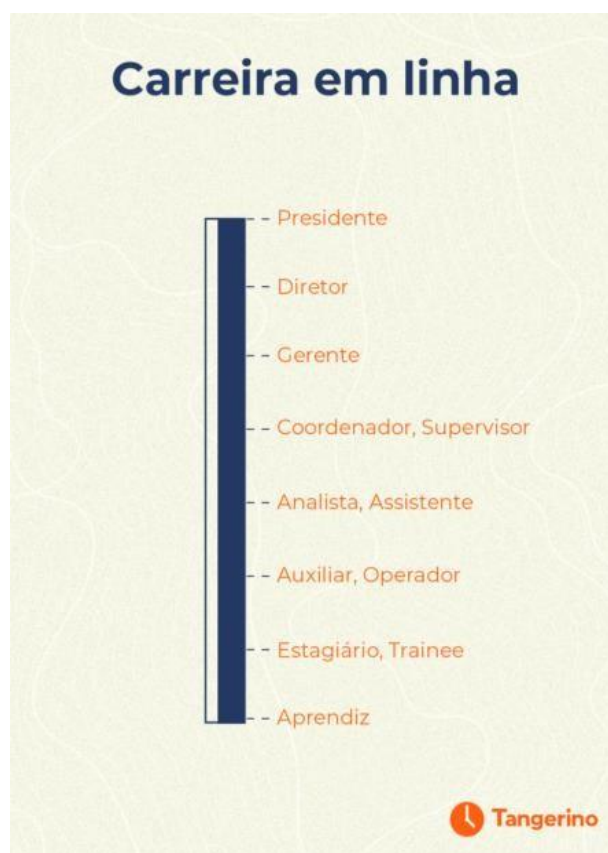 Carreira em linha
Presidente
Diretor
Gerente
Coordenador, Supervisor
Analista, Assistente
Auxiliar, Operador
Estagiário, Trainee
Aprendiz
Tangerino